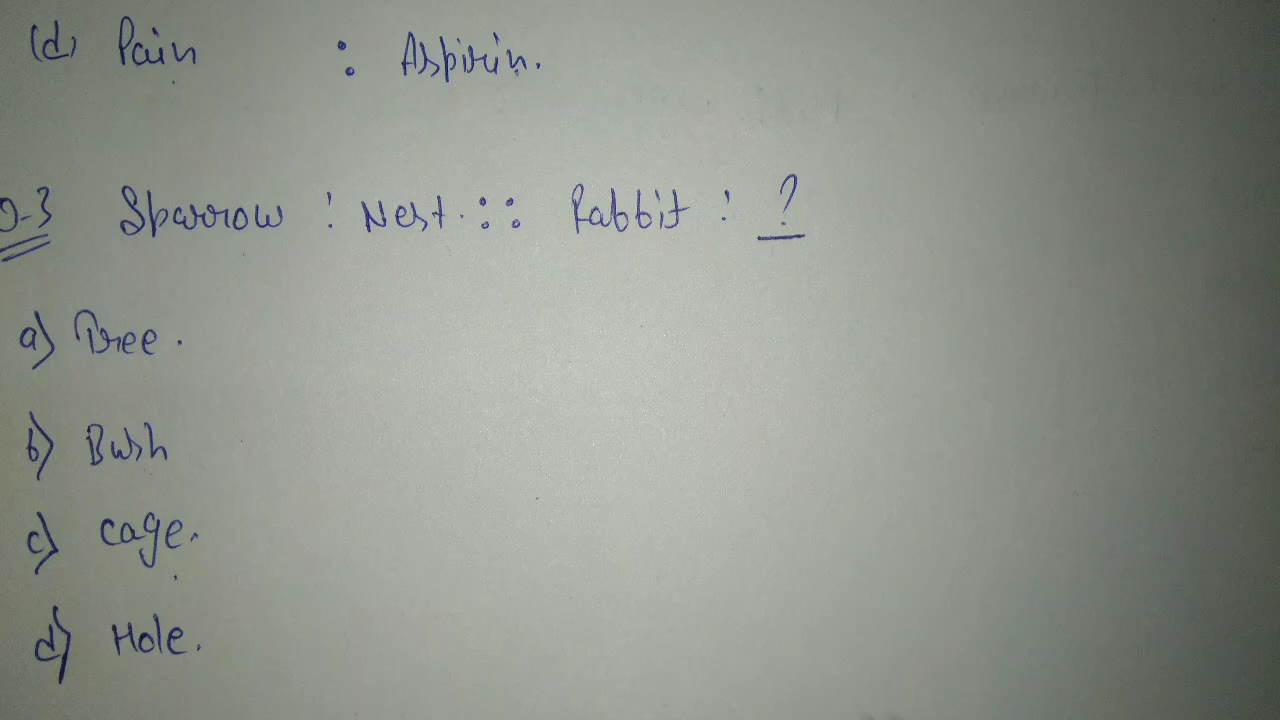 (d) Pain : Aspirin.
Q-3 Sparrow : Nest :: Rabbit : ?
a) Tree.
b) Bush
c) Cage.
d) Hole.